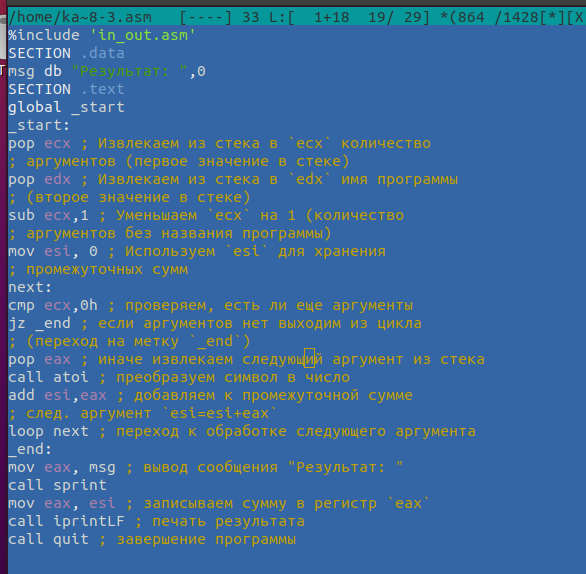 /home/ka~8-3.asm   [----] 33 L:[  1+18  19/ 29] *(864 /1428[*][X
%include 'in_out.asm'
SECTION .data
msg db "Результат: ",0
SECTION .text
global _start
_start:
pop ecx ; Извлекаем из стека в `ecx` количество
; аргументов (первое значение в стеке)
pop edx ; Извлекаем из стека в `edx` имя программы
; (второе значение в стеке)
sub ecx,1 ; Уменьшаем `ecx` на 1 (количество
; аргументов без названия программы)
mov esi, 0 ; Используем `esi` для хранения
; промежуточных сумм
next:
cmp ecx,0h ; проверяем, есть ли еще аргументы
jz _end ; если аргументов нет выходим из цикла
; (переход на метку `_end`)
pop eax ; иначе извлекаем следующий аргумент из стека
call atoi ; преобразуем символ в число
add esi,eax ; добавляем к промежуточной сумме
; след. аргумент `esi=esi+eax`
loop next ; переход к обработке следующего аргумента
_end:
mov eax, msg ; вывод сообщения "Результат: "
call sprint
mov eax, esi ; записываем сумму в регистр `eax`
call iprintLF ; печать результата
call quit ; завершение программы